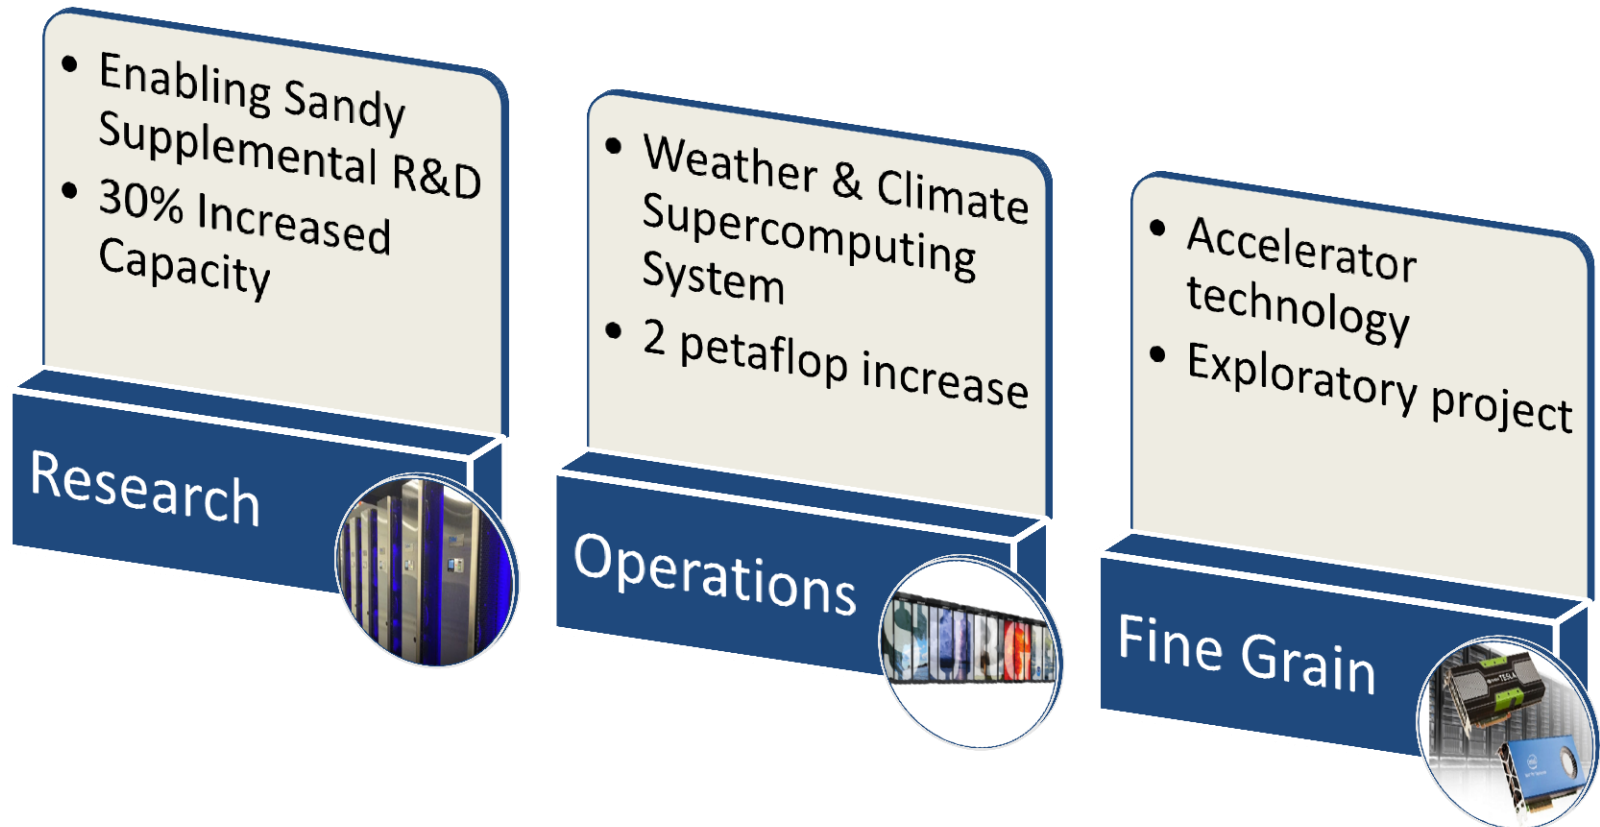 • Enabling Sandy
Supplemental R&D
• 30% Increased
Capacity
Research
• Weather & Climate
Supercomputing
System
• 2 petaflop increase
Operations
• Accelerator
technology
• Exploratory project
Fine Grain
TESLA